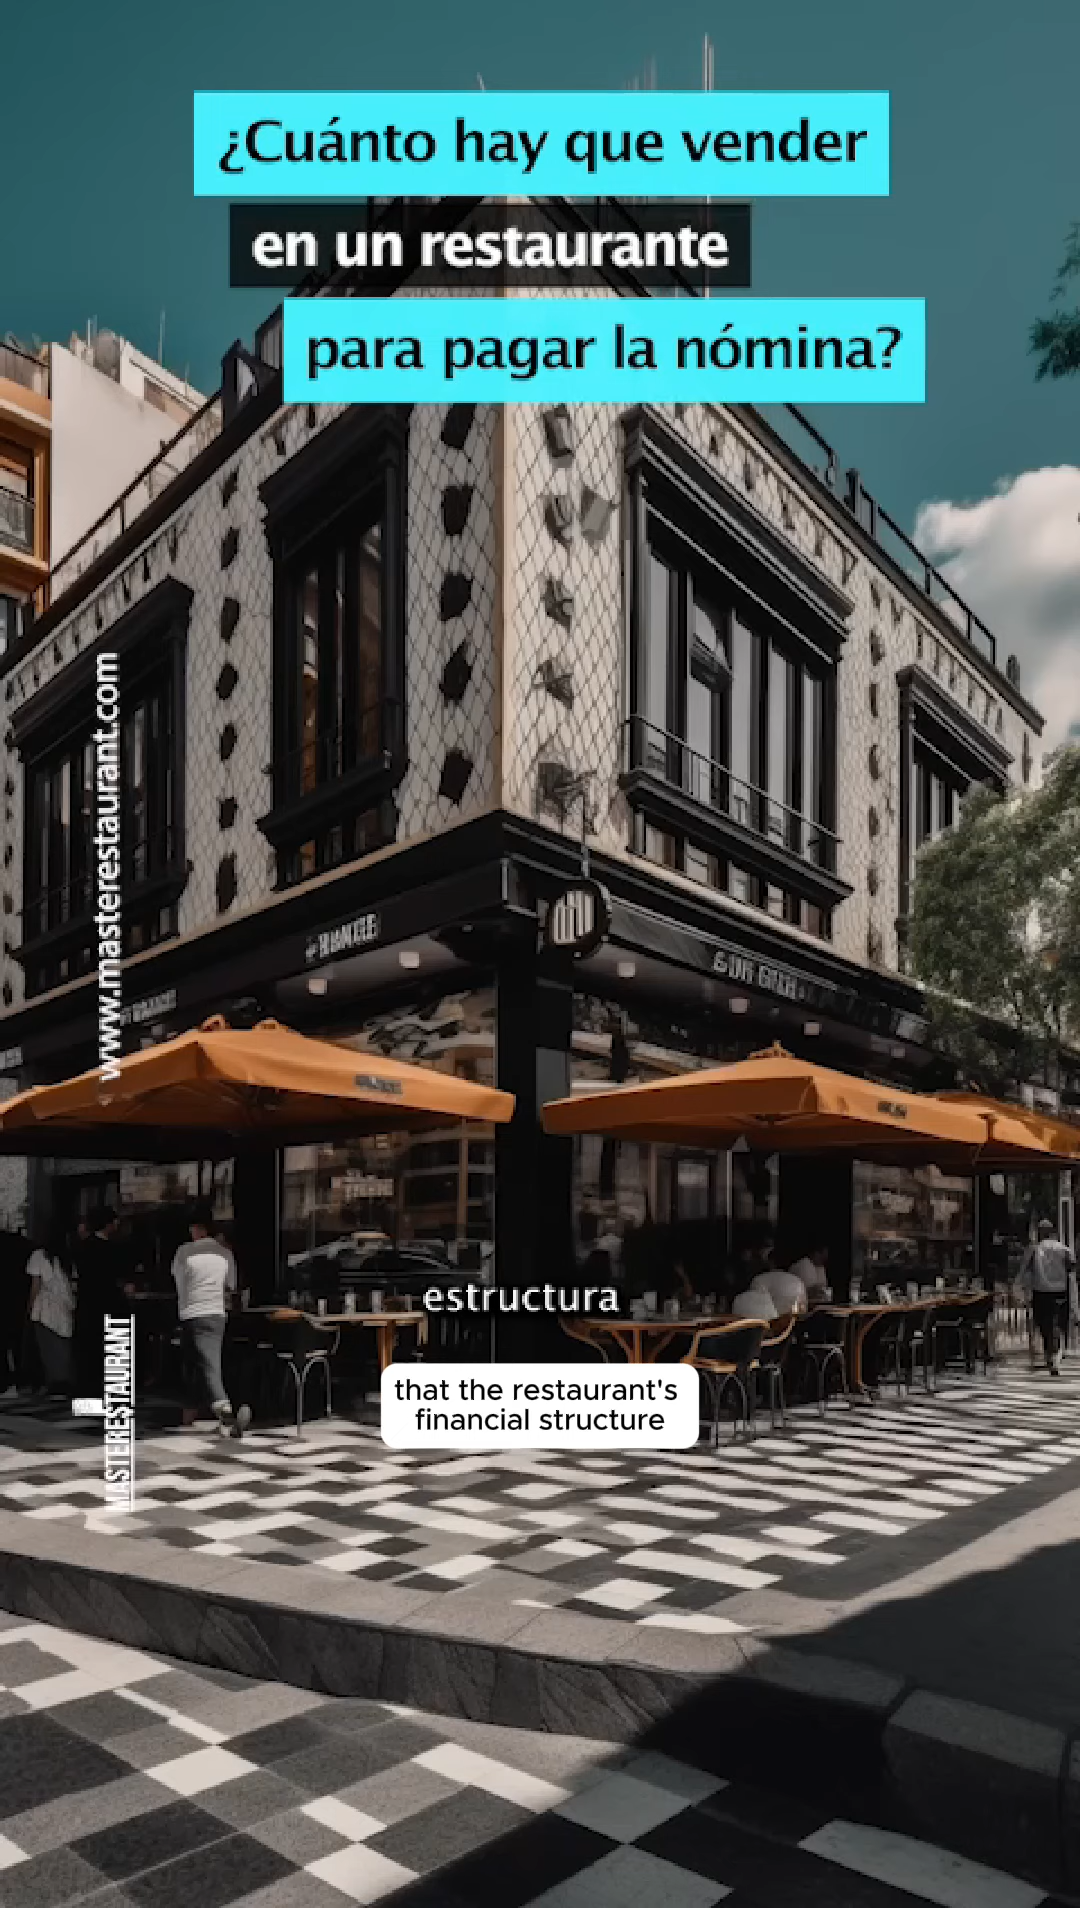 ¿Cuánto hay que vender
en un restaurante
para pagar la nómina?
www.masterestaurant.com
estructura
that the restaurant's
financial structure
MASTERESTAURANT